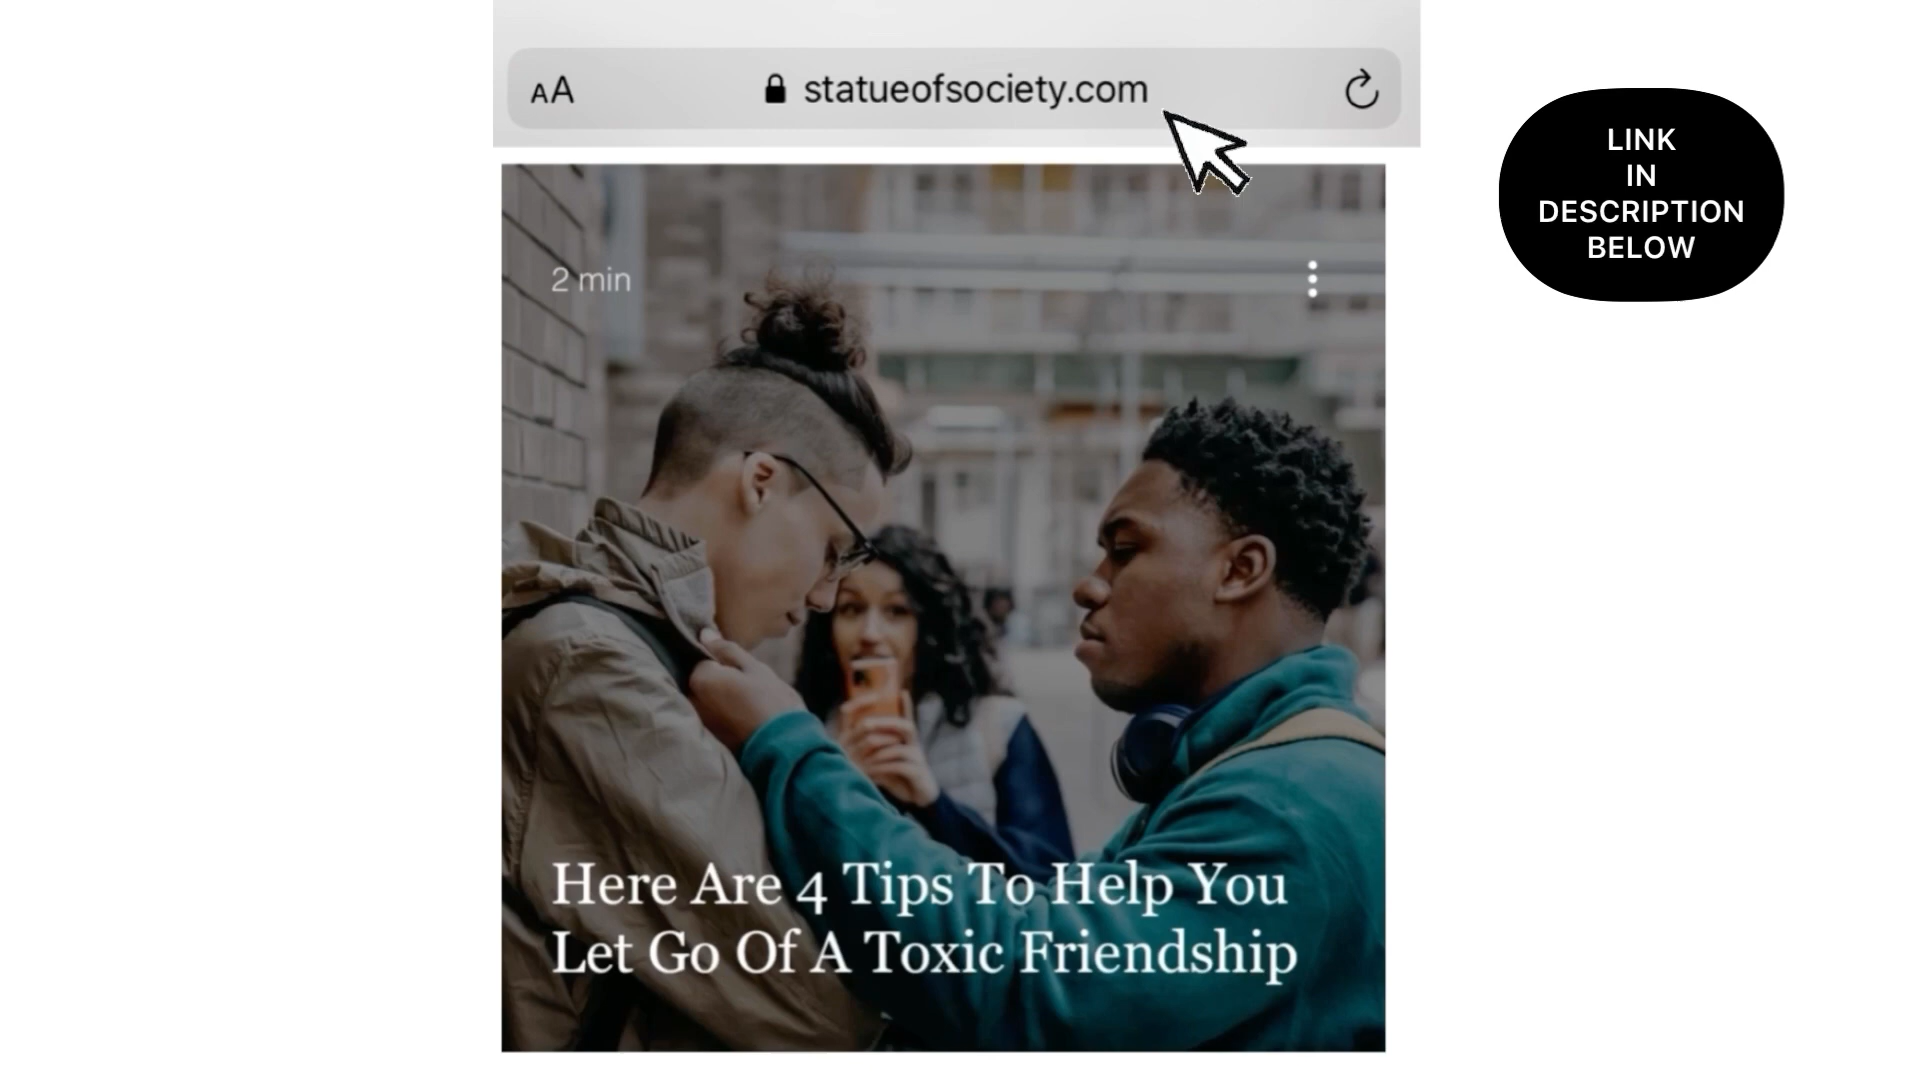 AA
statueofsociety.com
LINK
IN
DESCRIPTION
BELOW
2 min
Here Are 4 Tips To Help You
Let Go Of A Toxic Friendship